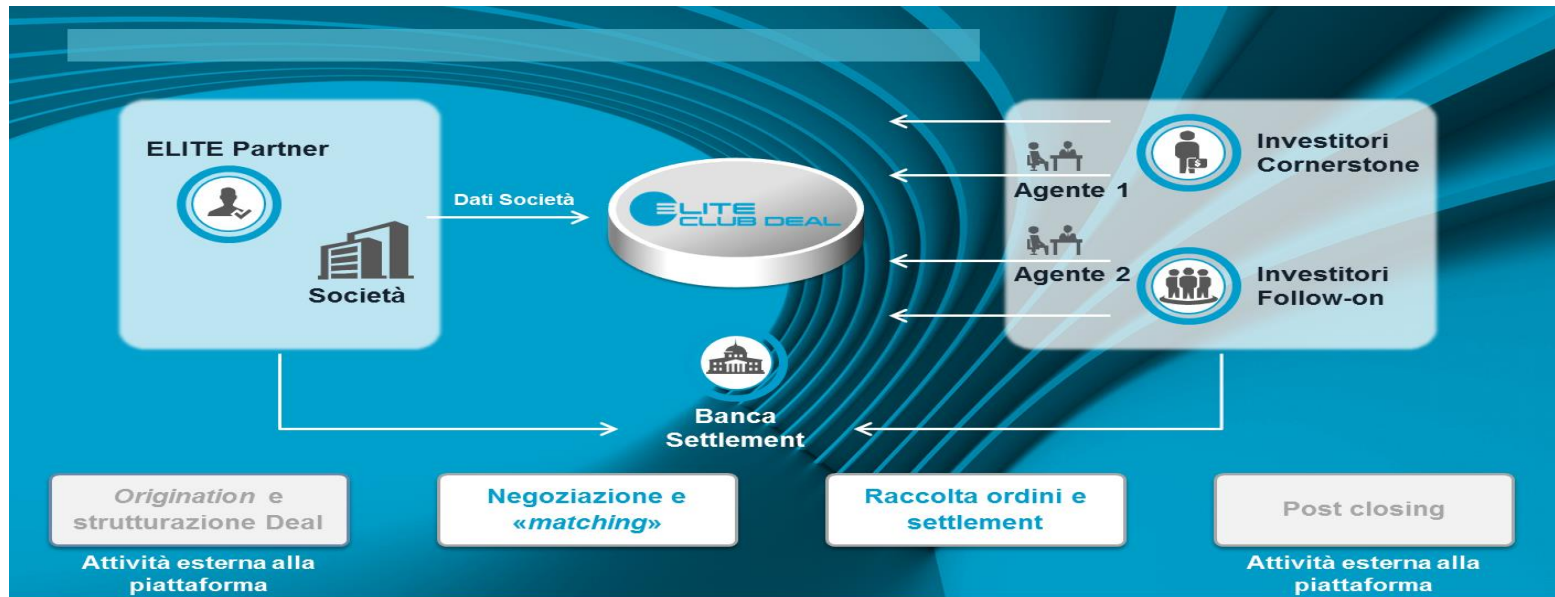 ELITE Partner
Società
Dati Società
ELITE
CLUB DEAL
Agente 1
Agente 2
Investitori
Cornerstone
Investitori
Follow-on
$
Banca
Settlement
Origination e
strutturazione Deal
Attività esterna alla
piattaforma
Negoziazione e
«matching»
Raccolta ordini e
settlement
Post closing
Attività esterna alla
piattaforma